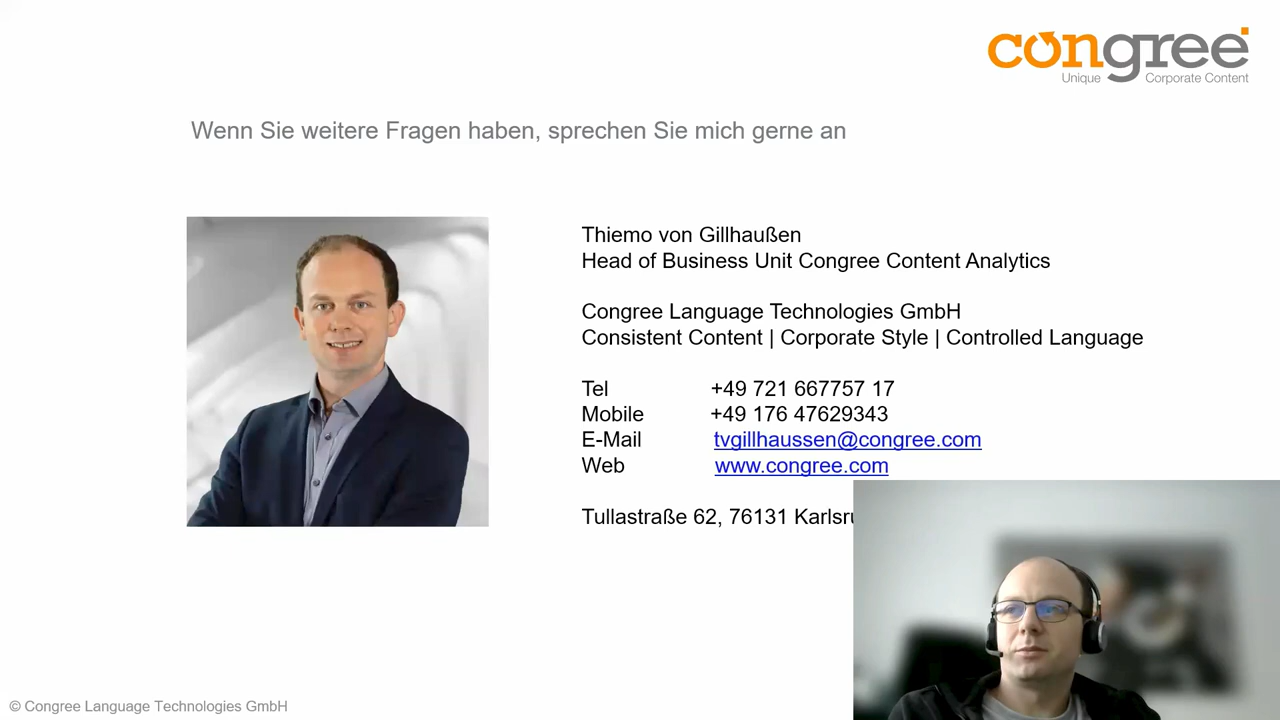 congree
Unique Corporate Content
Wenn Sie weitere Fragen haben, sprechen Sie mich gerne an
Thiemo von Gillhaußen
Head of Business Unit Congree Content Analytics
Congree Language Technologies GmbH
Consistent Content | Corporate Style | Controlled Language
Tel +49 721 667757 17
Mobile +49 176 47629343
E-Mail tvgillhaussen@congree.com
Web www.congree.com
Tullastraße 62, 76131
© Congree Language Technologies GmbH